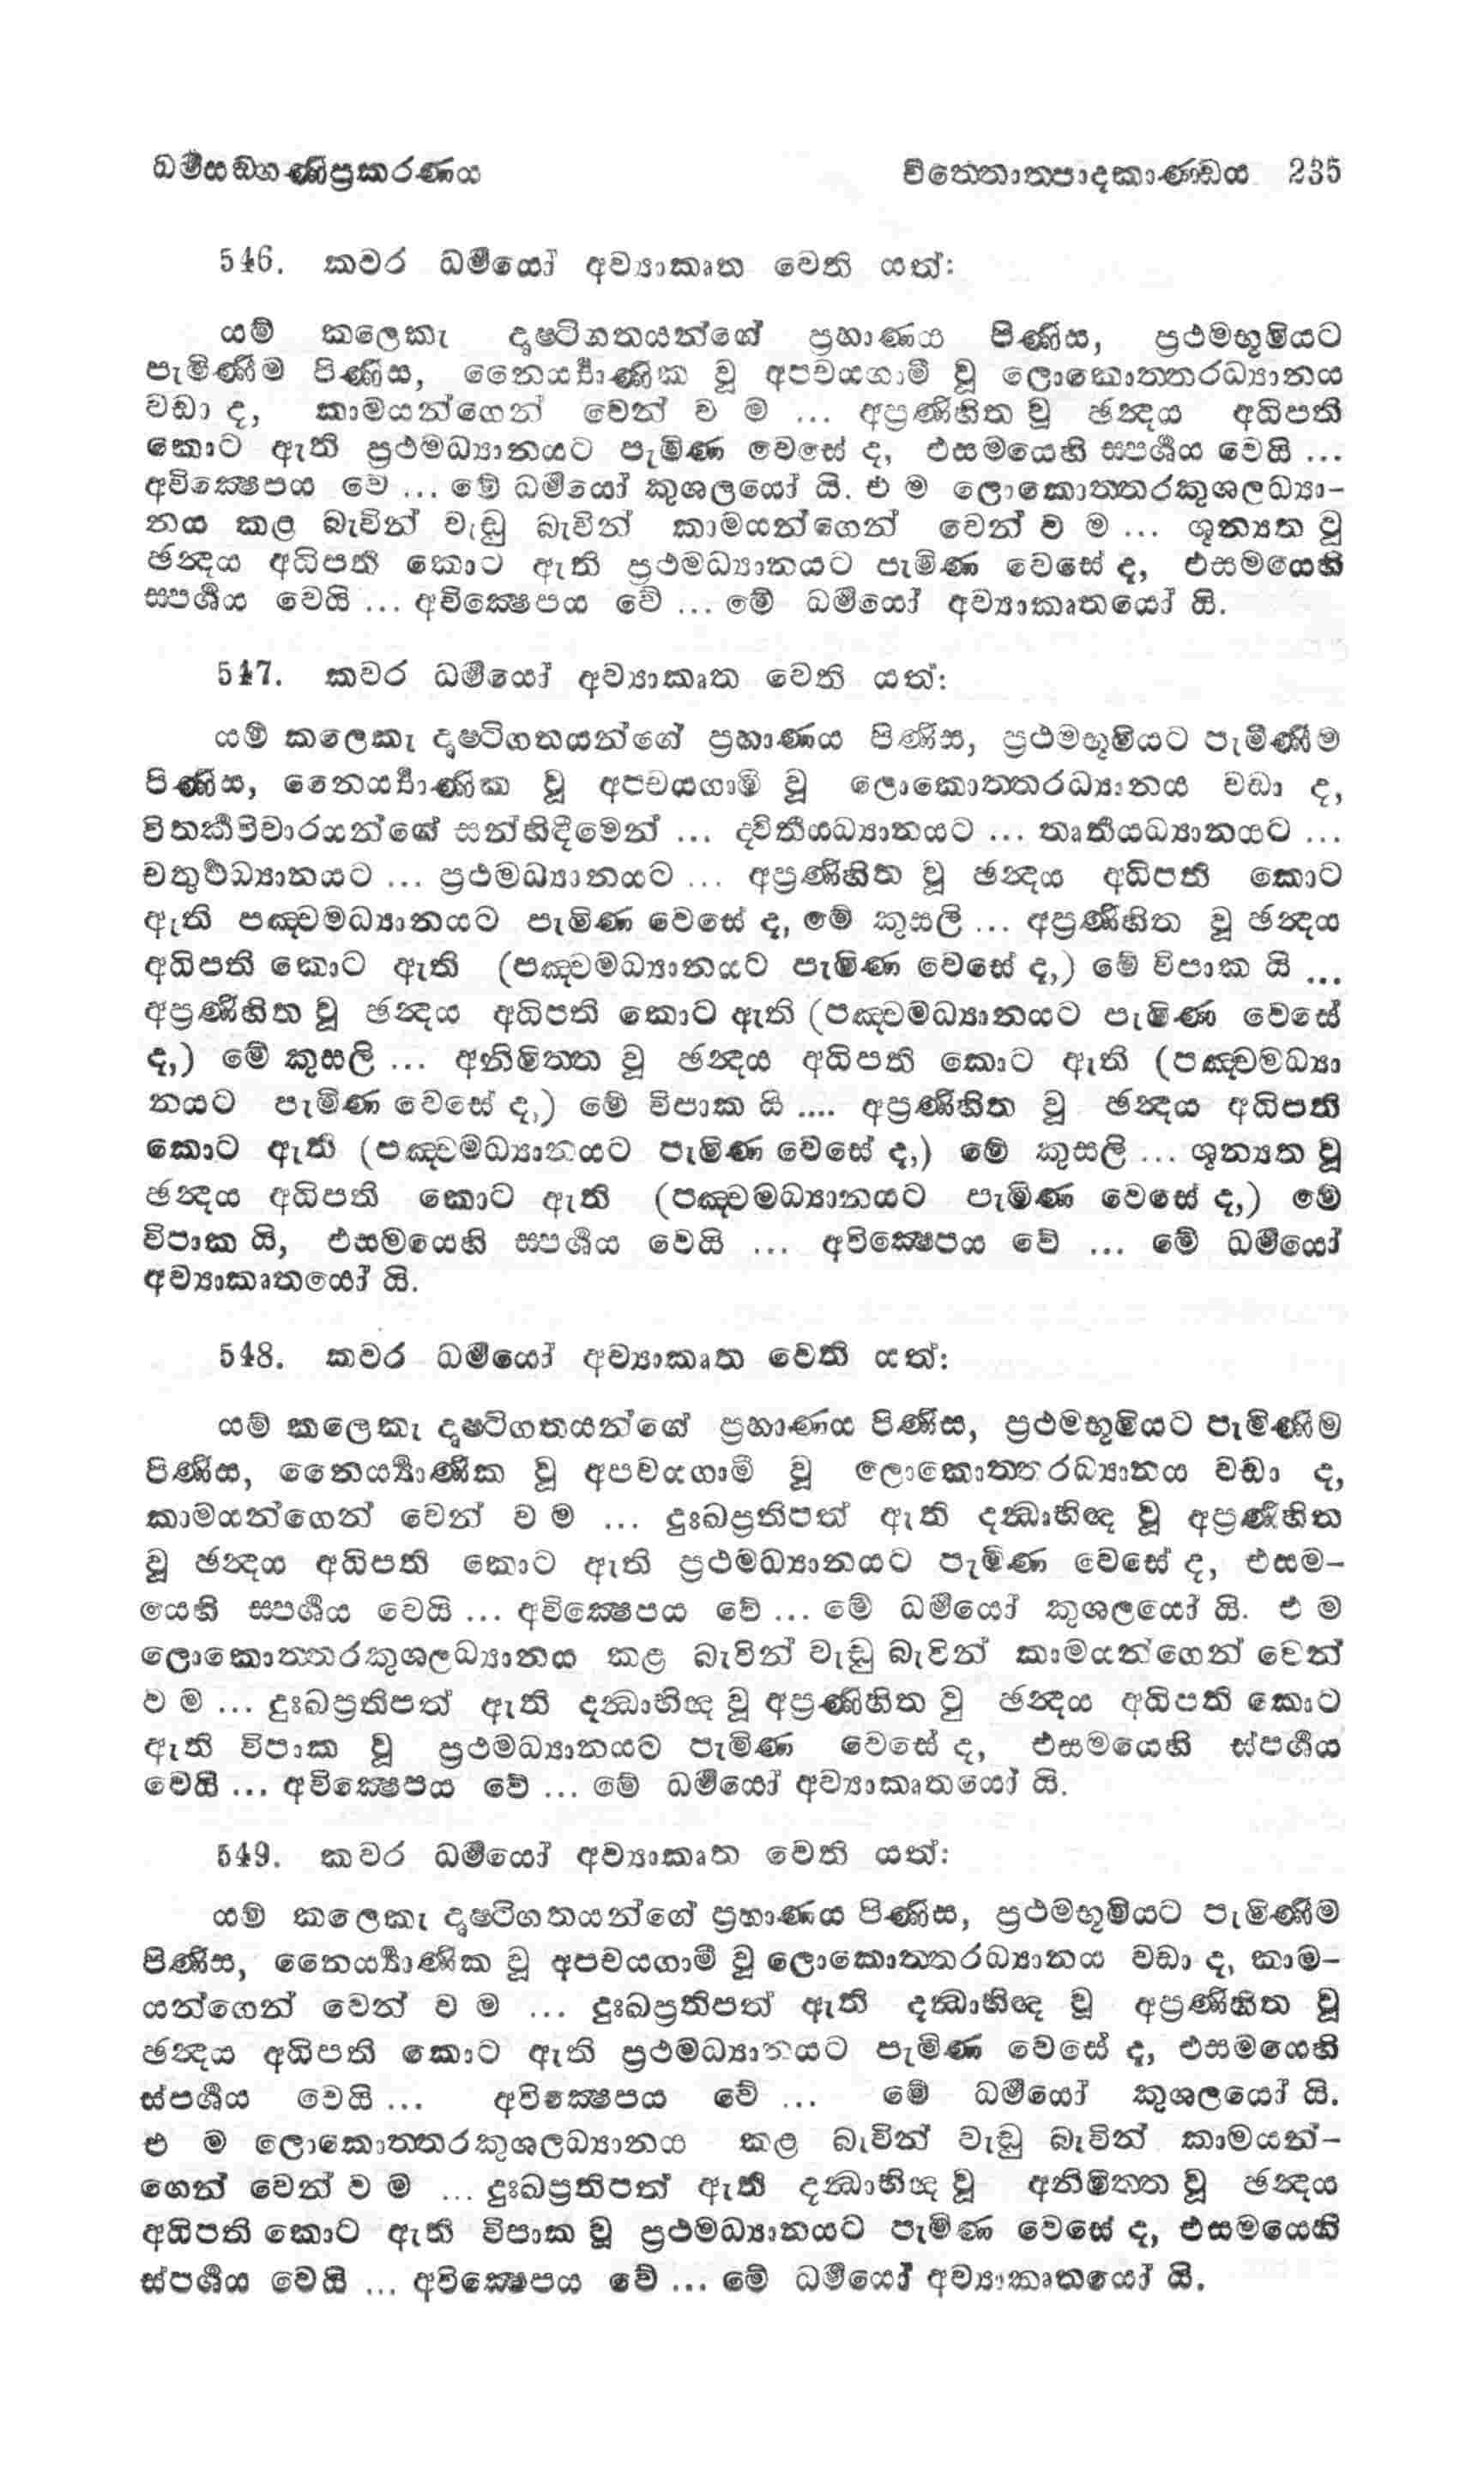 ධර්මසඞ්ගණිප්‍රකරණය චිත්තොත්පාදකාණ්ඩය 235
546. කවර ධර්මයෝ අව්‍යාකෘත වෙති යත්:
යම් කලෙකැ දෘෂ්ටිගතයන්ගේ ප්‍රහාණය පිණිස, ප්‍රථමභූමියට
පැමිණීම පිණිස, නෛර්‍ය්‍යාණික වූ අපචයගාමී වූ ලොකොත්තරධ්‍යානය
වඩා ද, කාමයන්ගෙන් වෙන් ව ම ... අප්‍රණිහිත වූ ඡන්දය අධිපති
කොට ඇති ප්‍රථමධ්‍යානයට පැමිණ වෙසේ ද, එසමයෙහි ස්පර්ශය වෙයි ...
අවික්ෂෙපය වෙ ... මේ ධර්මයෝ කුශලයෝ යි. එ ම ලොකොත්තරකුශලධ්‍යා-
නය කළ බැවින් වැඩූ බැවින් කාමයන්ගෙන් වෙන් ව ම ... ශූන්‍යත වූ
ඡන්දය අධිපති කොට ඇති ප්‍රථමධ්‍යානයට පැමිණ වෙසේ ද, එසමයෙහි
ස්පර්ශය වෙයි ... අවික්ෂෙපය වේ ... මේ ධර්මයෝ අව්‍යාකෘතයෝ යි.
547. කවර ධර්මයෝ අව්‍යාකෘත වෙති යත්:
යම් කලෙකැ දෘෂ්ටිගතයන්ගේ ප්‍රහාණය පිණිස, ප්‍රථමභූමියට පැමිණීම
පිණිස, නෛර්‍ය්‍යාණික වූ අපචයගාමී වූ ලොකොත්තරධ්‍යානය වඩා ද,
විතර්කවිචාරයන්ගේ සන්හිඳීමෙන් ... ද්විතීයධ්‍යානයට ... තෘතීයධ්‍යානයට ...
චතුර්ථධ්‍යානයට ... ප්‍රථමධ්‍යානයට ... අප්‍රණිහිත වූ ඡන්දය අධිපති කොට
ඇති පඤ්චමධ්‍යානයට පැමිණ වෙසේ ද, මේ කුසලි ... අප්‍රණිහිත වූ ඡන්දය
අධිපති කොට ඇති (පඤ්චමධ්‍යානයට පැමිණ වෙසේ ද,) මේ විපාක යි ...
අප්‍රණිහිත වූ ඡන්දය අධිපති කොට ඇති (පඤ්චමධ්‍යානයට පැමිණ වෙසේ
ද,) මේ කුසලි ... අනිමිත්ත වූ ඡන්දය අධිපති කොට ඇති (පඤ්චමධ්‍යා
නයට පැමිණ වෙසේ ද,) මේ විපාක යි .... අප්‍රණිහිත වූ ඡන්දය අධිපති
කොට ඇති (පඤ්චමධ්‍යානයට පැමිණ වෙසේ ද,) මේ කුසලි ... ශූන්‍යත වූ
ඡන්දය අධිපති කොට ඇති (පඤ්චමධ්‍යානයට පැමිණ වෙසේ ද,) මේ
විපාක යි, එසමයෙහි ස්පර්ශය වෙයි ... අවික්ෂෙපය වේ ... මේ ධර්මයෝ
අව්‍යාකෘතයෝ යි.
548. කවර ධර්මයෝ අව්‍යාකෘත වෙති යත්:
යම් කලෙකැ දෘෂ්ටිගතයන්ගේ ප්‍රහාණය පිණිස, ප්‍රථමභූමියට පැමිණීම
පිණිස, නෛර්‍ය්‍යාණික වූ අපචයගාමී වූ ලොකොත්තරධ්‍යානය වඩා ද,
කාමයන්ගෙන් වෙන් ව ම ... දුඃඛප්‍රතිපත් ඇති දන්ධාභිඥ වූ අප්‍රණිහිත
වූ ඡන්දය අධිපති කොට ඇති ප්‍රථමධ්‍යානයට පැමිණ වෙසේ ද, එසම-
යෙහි ස්පර්ශය වෙයි ... අවික්ෂෙපය වේ ... මේ ධර්මයෝ කුශලයෝ යි. එ ම
ලොකොත්තරකුශලධ්‍යානය කළ බැවින් වැඩූ බැවින් කාමයන්ගෙන් වෙන්
ව ම ... දුඃඛප්‍රතිපත් ඇති දන්ධාභිඥ වූ අප්‍රණිහිත වු ඡන්දය අධිපති කොට
ඇති විපාක වූ ප්‍රථමධ්‍යානයට පැමිණ වෙසේ ද, එසමයෙහි ස්පර්ශය
වෙයි ... අවික්ෂෙපය වේ ... මේ ධර්මයෝ අව්‍යාකෘතයෝ යි.
549. කවර ධර්මයෝ අව්‍යාකෘත වෙති යත්:
යම් කලෙකැ දෘෂ්ටිගතයන්ගේ ප්‍රහාණය පිණිස, ප්‍රථමභූමියට පැමිණීම
පිණිස, නෛර්‍ය්‍යාණික වූ අපචයගාමී වූ ලොකොත්තරධ්‍යානය වඩා ද, කාම-
යන්ගෙන් වෙන් ව ම ... දුඃඛප්‍රතිපත් ඇති දන්ධාභිඥ වූ අප්‍රණිහිත වූ
ඡන්දය අධිපති කොට ඇති ප්‍රථමධ්‍යානයට පැමිණ වෙසේ ද, එසමයෙහි
ස්පර්ශය වෙයි ... අවික්ෂෙපය වේ ... මේ ධර්මයෝ කුශලයෝ යි.
එ ම ලොකොත්තරකුශලධ්‍යානය කළ බැවින් වැඩූ බැවින් කාමයන්-
ගෙන් වෙන් ව ම ... දුඃඛප්‍රතිපත් ඇති දන්ධාභිඥ වූ අනිමිත්ත වූ ඡන්දය
අධිපති කොට ඇති විපාක වූ ප්‍රථමධ්‍යානයට පැමිණ වෙසේ ද, එසමයෙහි
ස්පර්ශය වෙයි ... අවික්ෂෙපය වේ ... මේ ධර්මයෝ අව්‍යාකෘතයෝ යි.